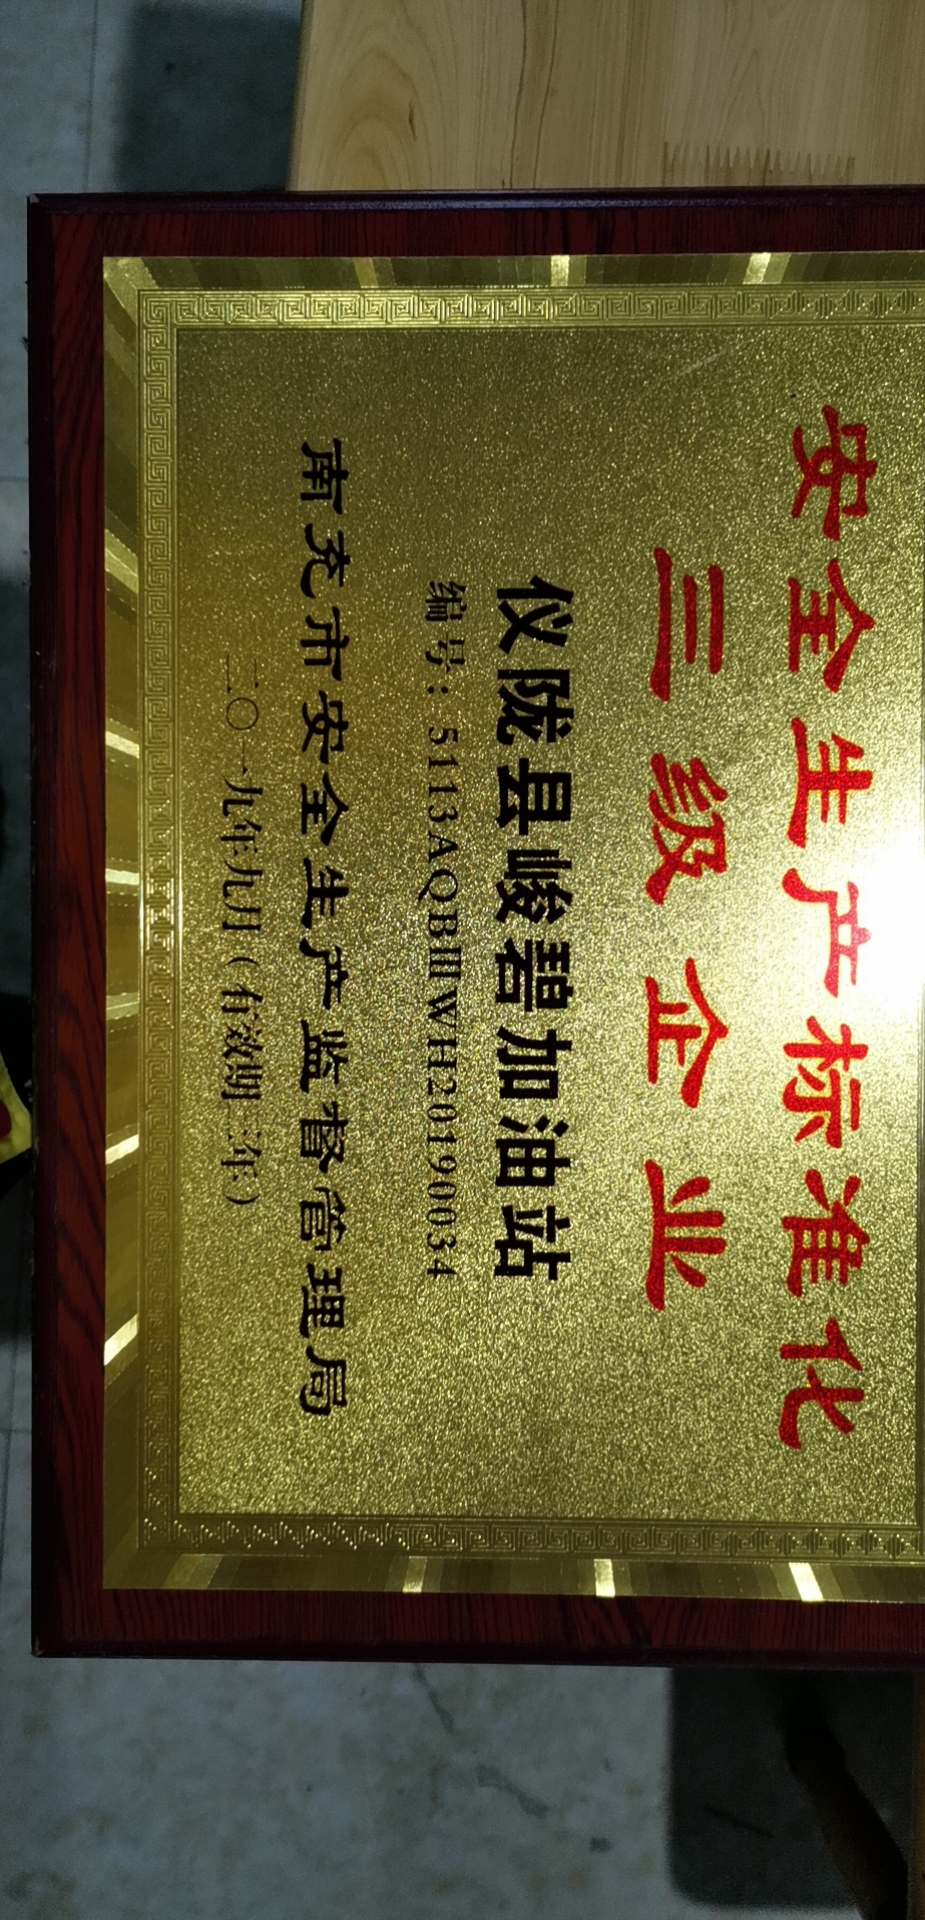 安全生产标准化
三级企业
仪陇县峻碧加油站
编号：5113AQBⅢWH20190034
南充市安全生产监督管理局
二〇一九年九月（有效期三年）